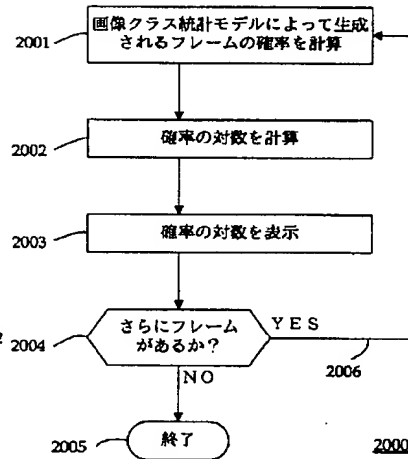 2001
画像クラス統計モデルによって生成
されるフレームの確率を計算
2002
確率の対数を計算
2003
確率の対数を表示
2004
さらにフレーム
があるか?
YES
2006
NO
2005
終了
2000